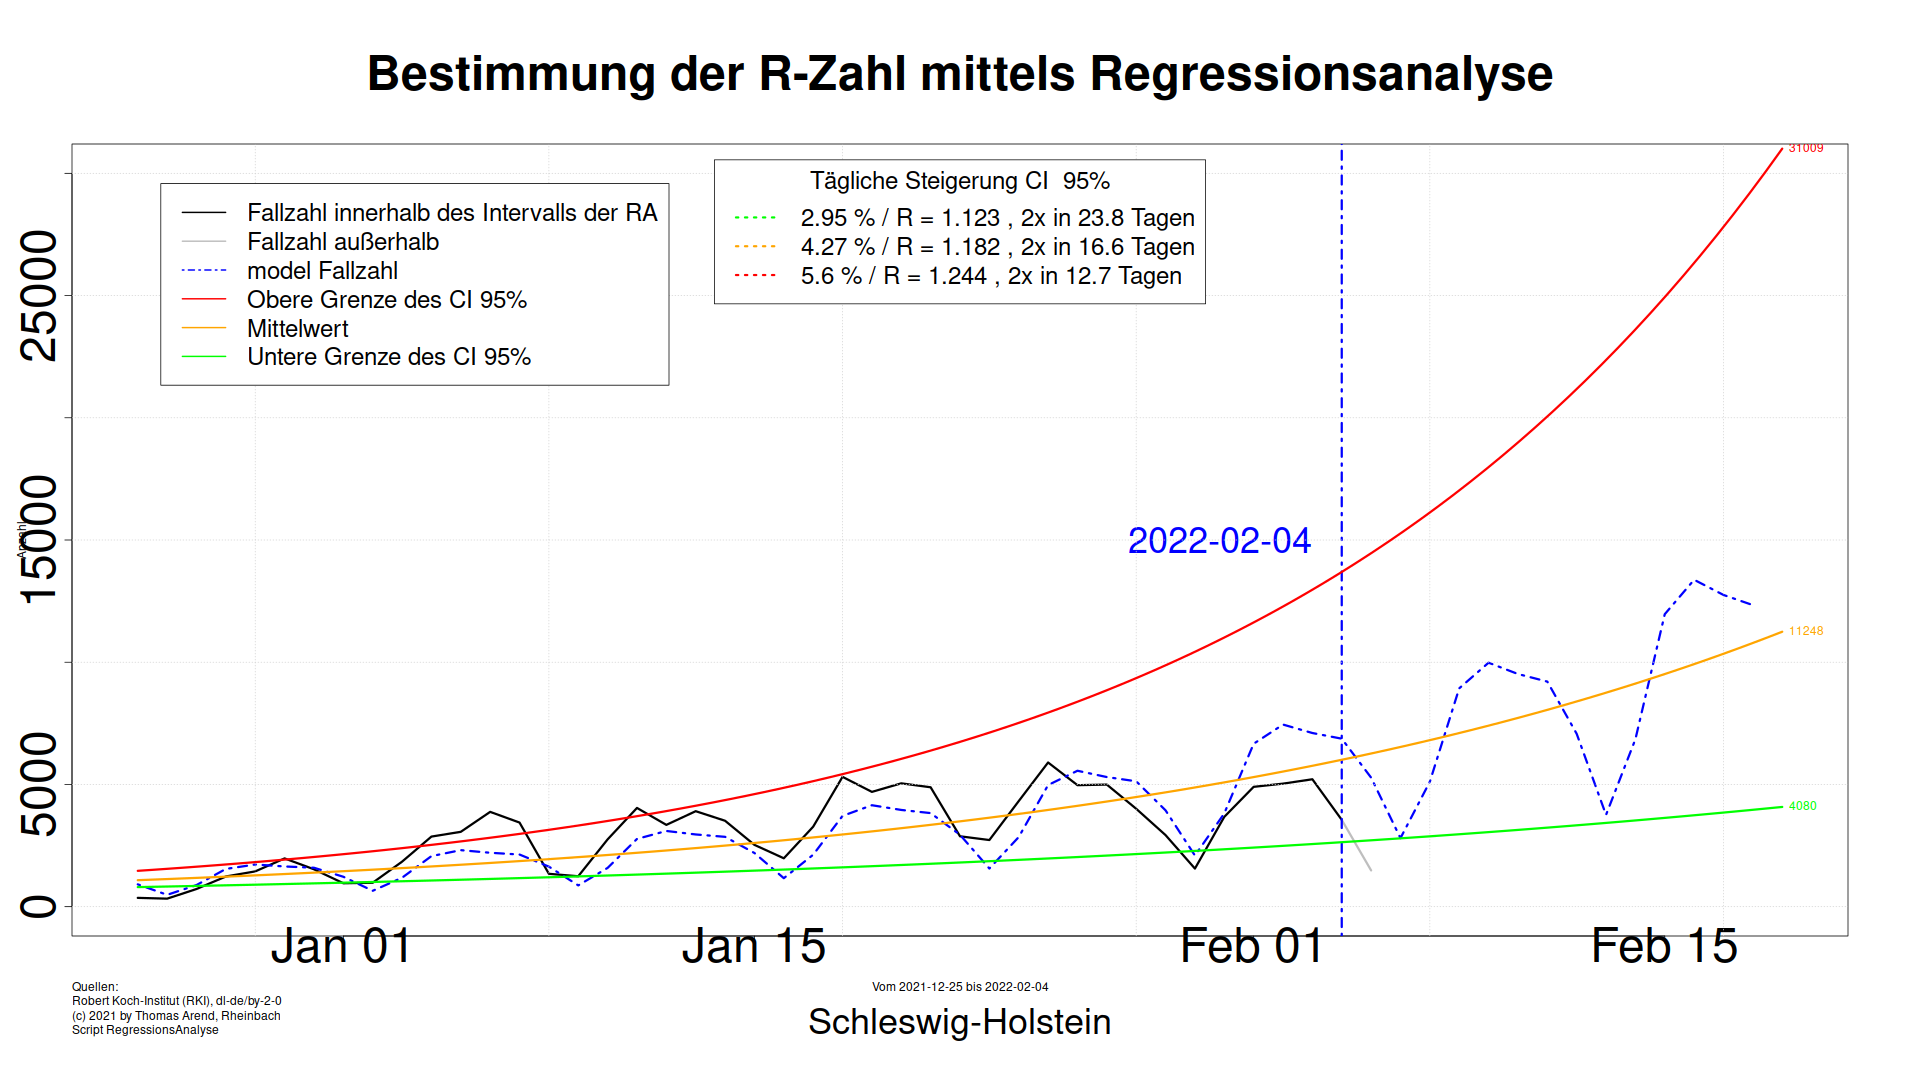 Bestimmung der R-Zahl mittels Regressionsanalyse
31009
Fallzahl innerhalb des Intervalls der RA
Fallzahl außerhalb
model Fallzahl
Obere Grenze des CI 95%
Mittelwert
Untere Grenze des CI 95%
Tägliche Steigerung CI  95%
2.95 % / R = 1.123 , 2x in 23.8 Tagen
4.27 % / R = 1.182 , 2x in 16.6 Tagen
5.6 % / R = 1.244 , 2x in 12.7 Tagen
25000
15000
5000
0
Anzahl
2022-02-04
11248
4080
Jan 01
Jan 15
Feb 01
Feb 15
Quellen:
Robert Koch-Institut (RKI), dl-de/by-2-0
(c) 2021 by Thomas Arend, Rheinbach
Script RegressionsAnalyse
Vom 2021-12-25 bis 2022-02-04
Schleswig-Holstein